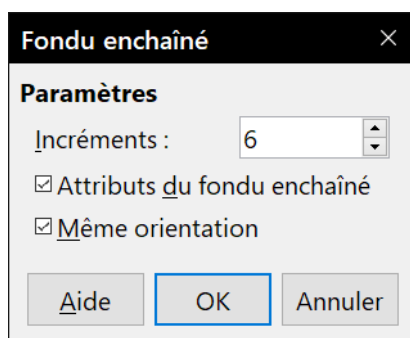 Fondu enchaîné
Paramètres
Incréments : 6
Attributs du fondu enchaîné
Même orientation
Aide OK Annuler